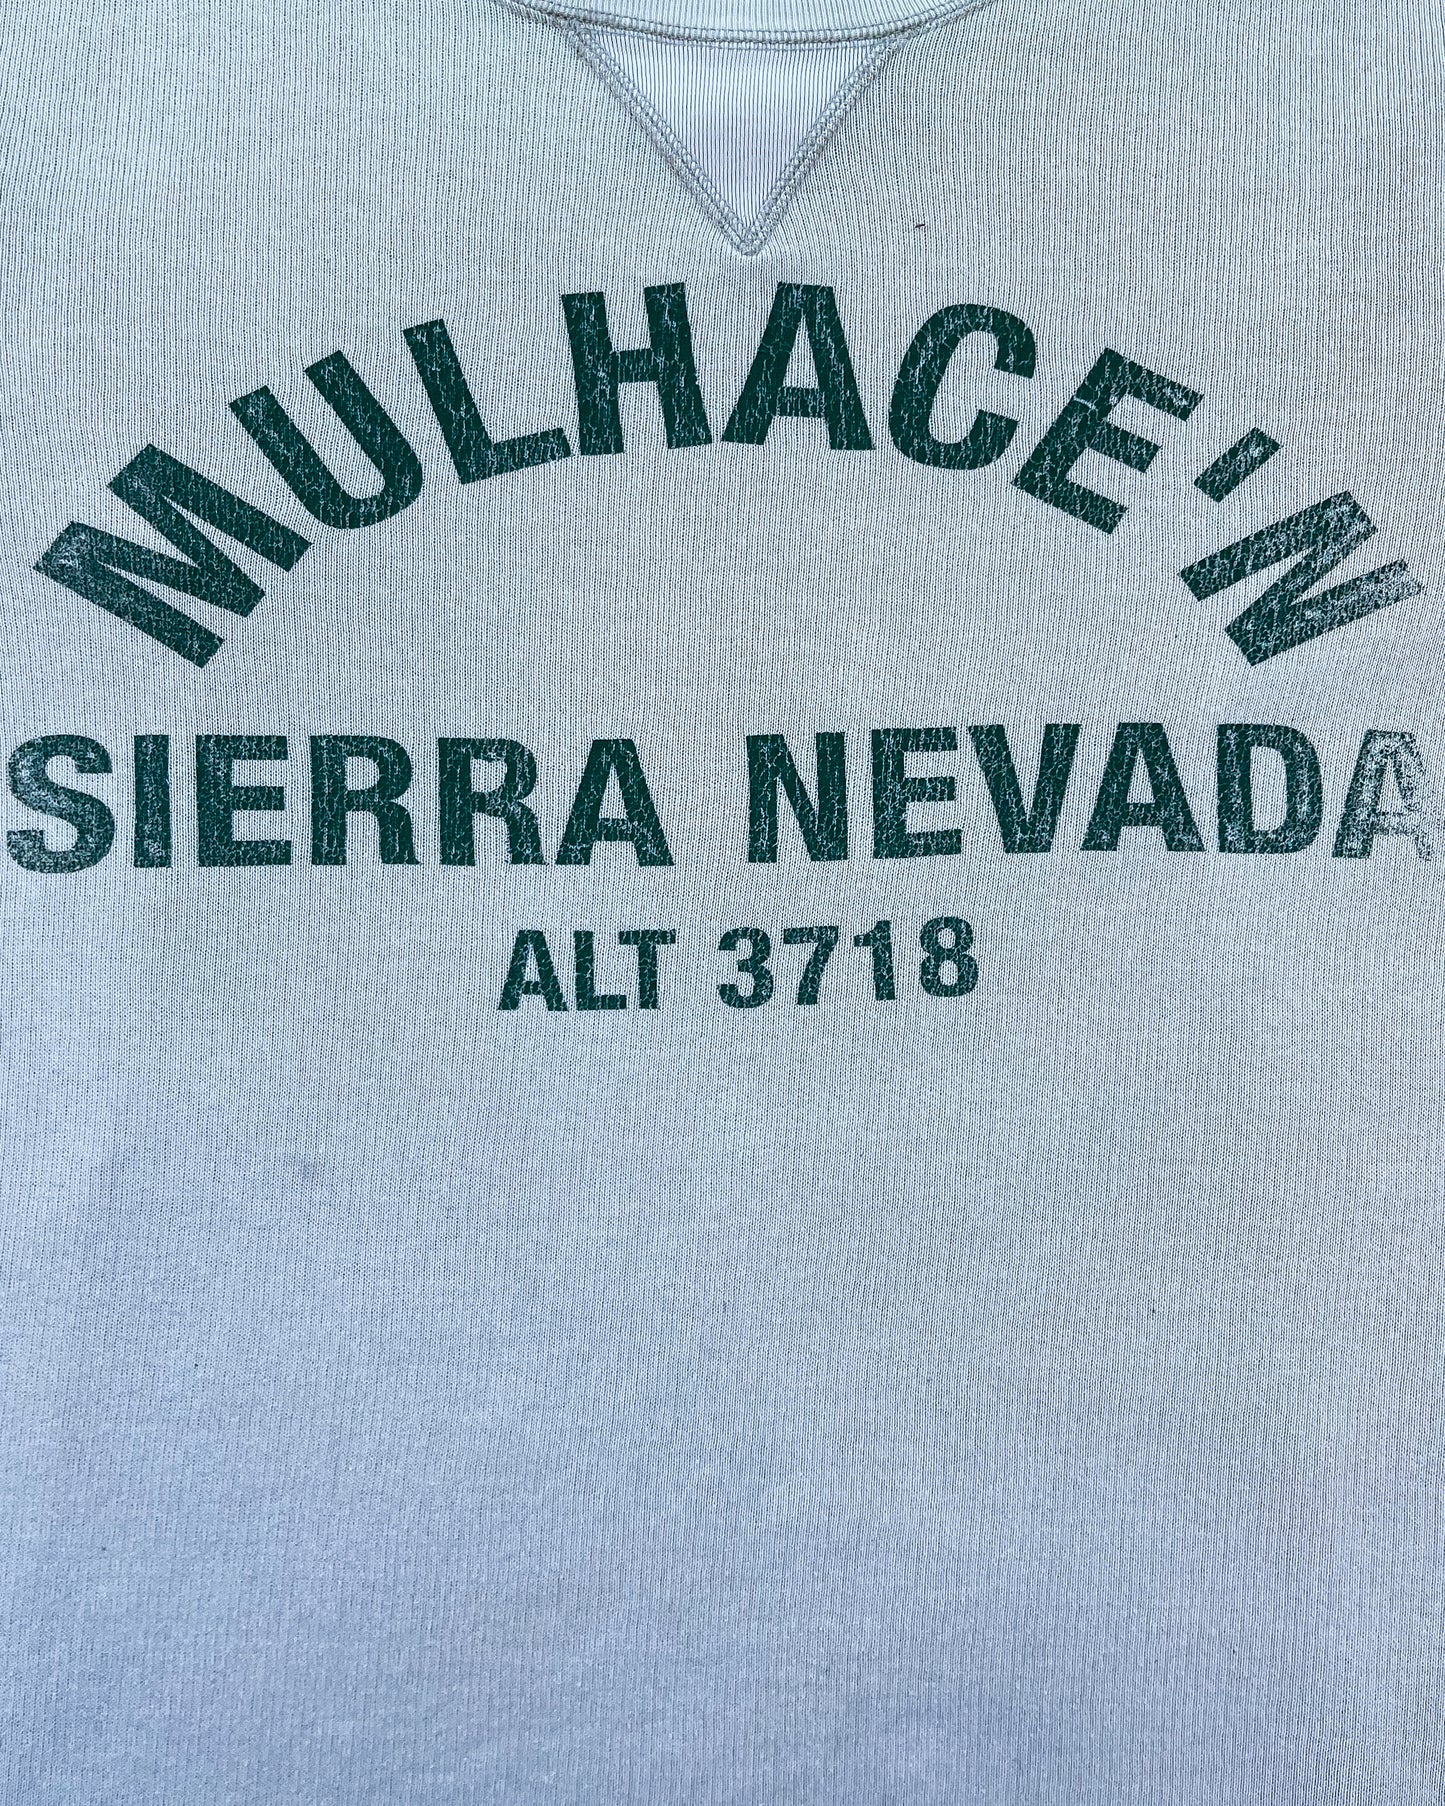 MULHACE'N
SIERRA NEVADA
ALT 3718